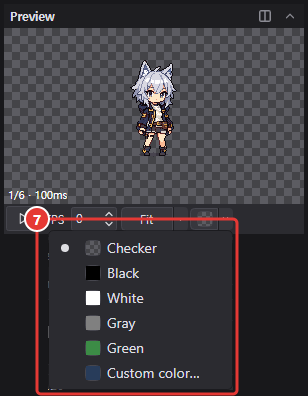 Preview
1/6 - 100ms
7
PS
0
Fit
Checker
Black
White
Gray
Green
Custom color...